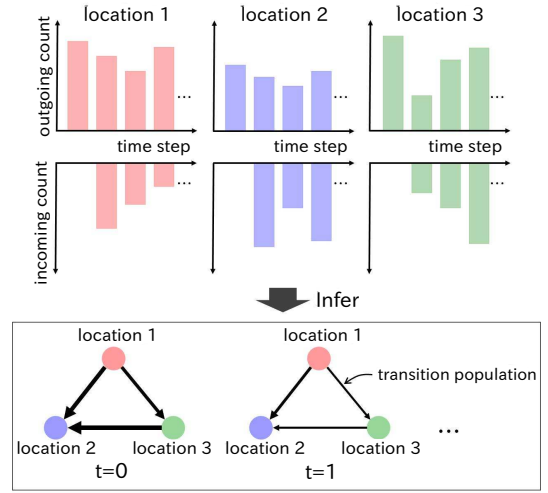 location 1
location 2
location 3
outgoing count
...
...
...
time step
time step
time step
incoming count
...
...
...
Infer
location 1
location 1
transition population
location 2
location 3
location 2
location 3
...
t=0
t=1